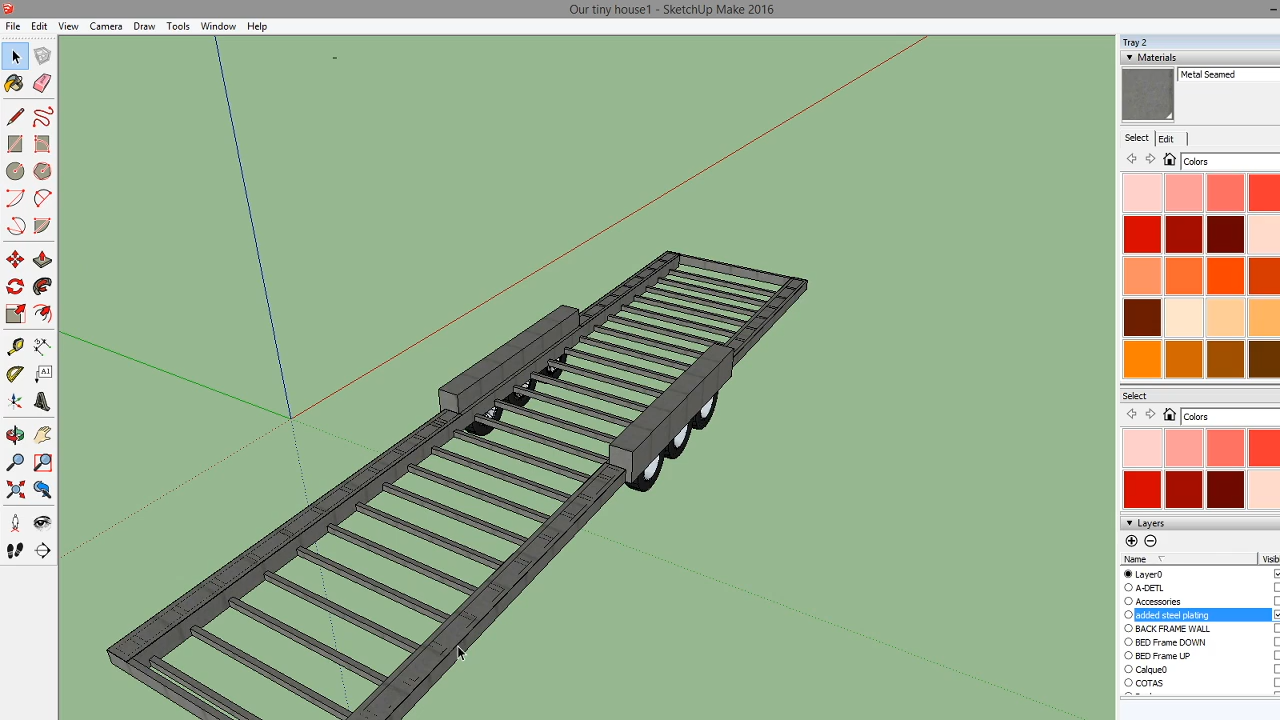 Our tiny house1 - SketchUp Make 2016
File Edit View Camera Draw Tools Window Help
Tray 2
Materials
Metal Seamed
Select Edit
Colors
Select
Colors
Layers
Name Visib
Layer0
A-DETL
Accessories
added steel plating
BACK FRAME WALL
BED Frame DOWN
BED Frame UP
Calque0
COTAS
A1